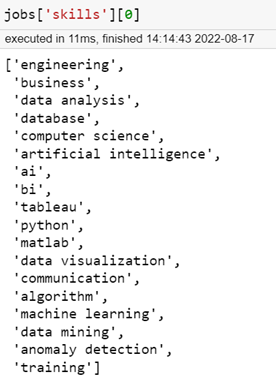 jobs['skills'][0]
executed in 11ms, finished 14:14:43 2022-08-17
['engineering',
'business',
'data analysis',
'database',
'computer science',
'artificial intelligence',
'ai',
'bi',
'tableau',
'python',
'matlab',
'data visualization',
'communication',
'algorithm',
'machine learning',
'data mining',
'anomaly detection',
'training']